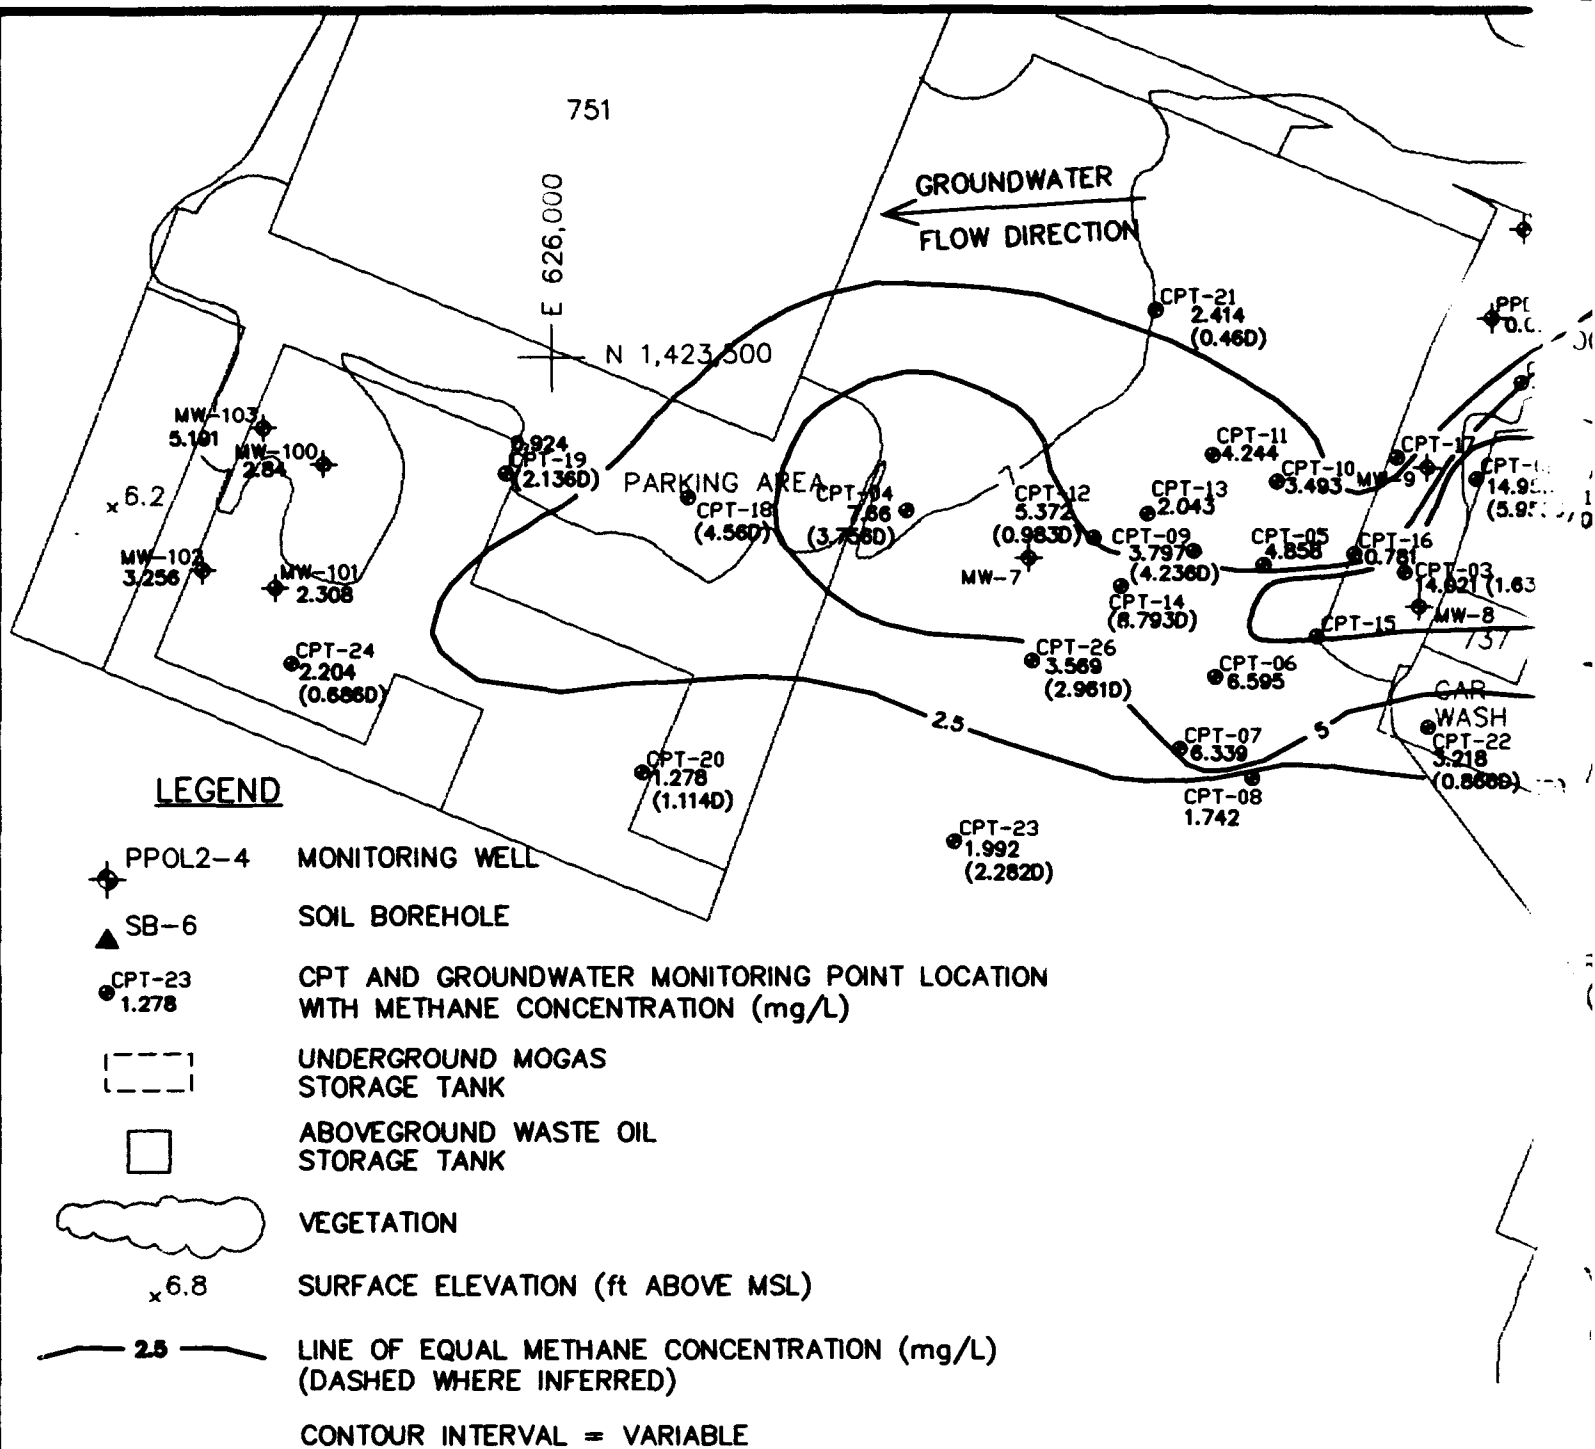 751
E 626,000
N 1,423,500
GROUNDWATER
FLOW DIRECTION
CPT-21
2.414
(0.46D)
MW-103
5.191
MW-100
2.84
CPT-19
(2.136D)
PARKING AREA
CPT-18
(4.56D)
CPT-04
7.66
CPT-12
5.372
(0.983D)
MW-7
CPT-11
4.244
CPT-10
3.493
CPT-13
2.043
CPT-09
3.797
(4.236D)
CPT-14
CPT-05
4.858
CPT-17
MW-9
CPT-16
CPT-03
MW-8
CPT-15
737
6.2
MW-102
3.256
MW-101
2.308
CPT-24
2.204
(0.686D)
CPT-26
3.569
(2.961D)
CPT-06
6.595
CPT-07
6.339
CPT-08
1.742
2.5
5
CAR
WASH
CPT-22
3.218
(0.868D)
CPT-20
1.278
(1.114D)
CPT-23
1.992
(2.282D)
LEGEND
PPOL2-4 MONITORING WELL
SB-6 SOIL BOREHOLE
CPT-23
1.278
CPT AND GROUNDWATER MONITORING POINT LOCATION
WITH METHANE CONCENTRATION (mg/L)
UNDERGROUND MOGAS
STORAGE TANK
ABOVEGROUND WASTE OIL
STORAGE TANK
VEGETATION
x6.8 SURFACE ELEVATION (ft ABOVE MSL)
2.5 LINE OF EQUAL METHANE CONCENTRATION (mg/L)
(DASHED WHERE INFERRED)
CONTOUR INTERVAL = VARIABLE